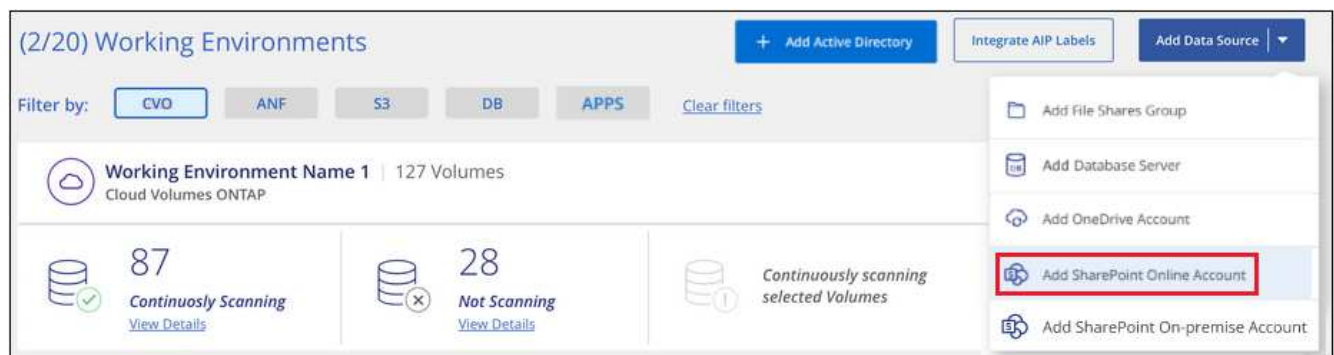 (2/20) Working Environments
+ Add Active Directory
Integrate AIP Labels
Add Data Source
Filter by:
CVO
ANF
S3
DB
APPS
Clear filters
Add File Shares Group
Working Environment Name 1 | 127 Volumes
Cloud Volumes ONTAP
DB
Add Database Server
Add OneDrive Account
87
Continuosly Scanning
View Details
28
Not Scanning
View Details
Continuously scanning
selected Volumes
S
Add SharePoint Online Account
S
Add SharePoint On-premise Account